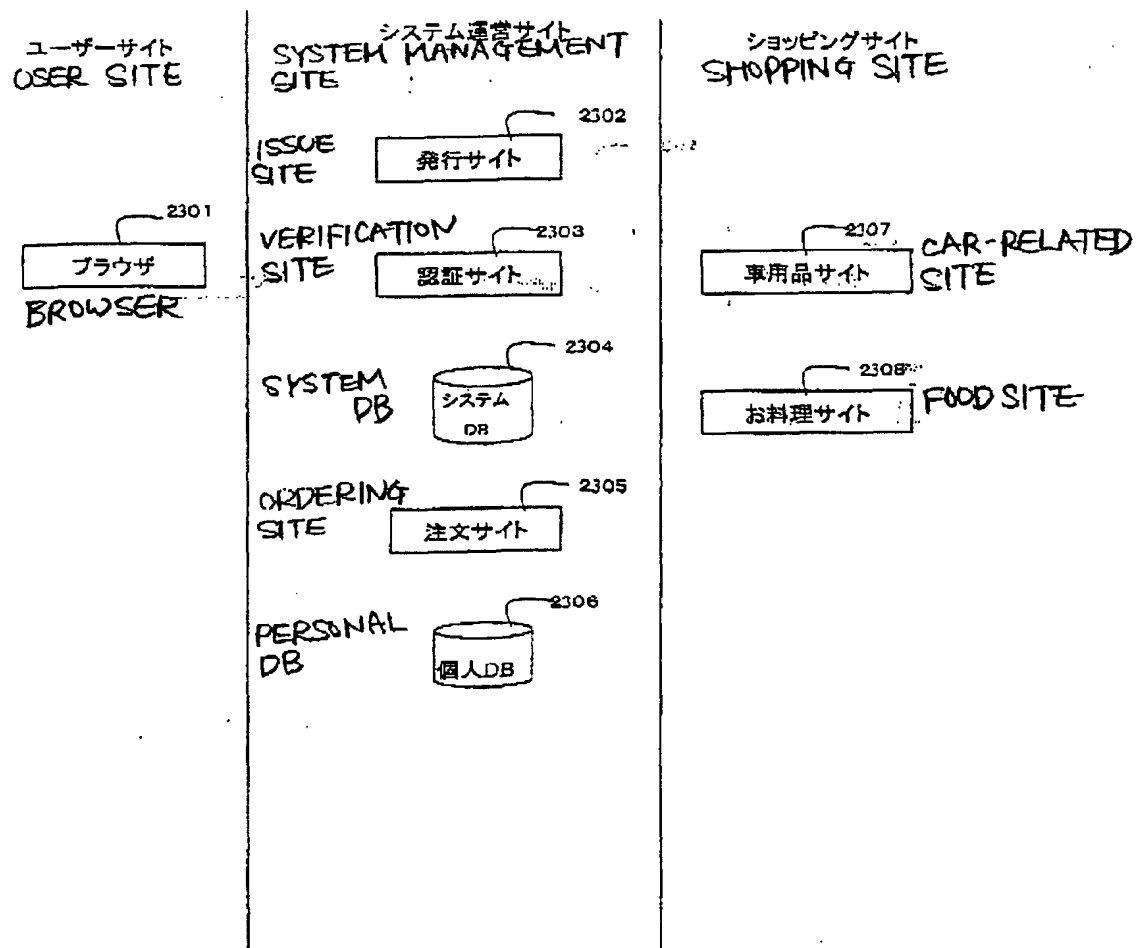 ユーザーサイト
USER SITE
システム運営サイト
SYSTEM MANAGEMENT
SITE
ショッピングサイト
SHOPPING SITE
2302
ISSUE
SITE
発行サイト
2301
ブラウザ
BROWSER
VERIFICATION
SITE
2303
認証サイト
2307
車用品サイト
CAR-RELATED
SITE
2304
SYSTEM
DB
システム
DB
2308
お料理サイト
FOOD SITE
2305
ORDERING
SITE
注文サイト
2306
PERSONAL
DB
個人DB